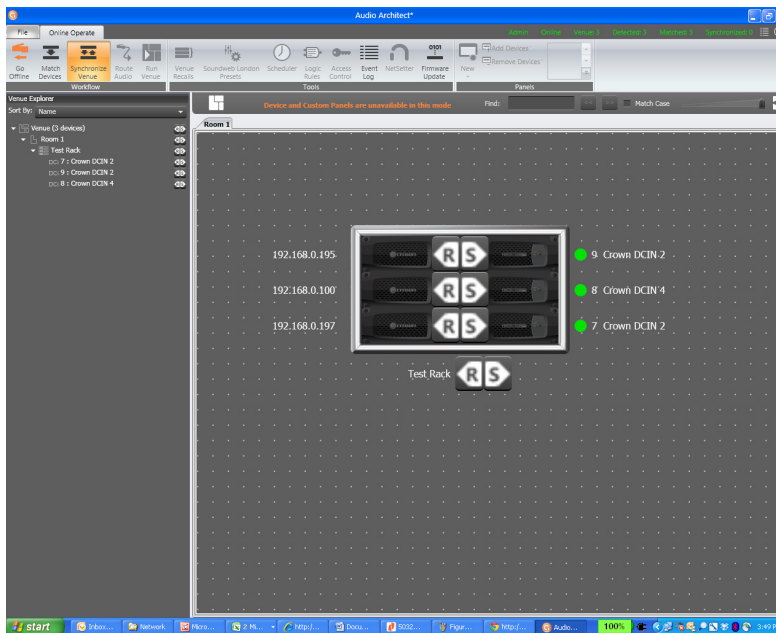 Audio Architect*
File Online Operate
Admin Online Venue: 3 Detected: 3 Matched: 3 Synchronized: 0
Go Offline
Match Devices
Synchronize Venue
Route Audio
Run Venue
Venue Recalls
Soundweb London Presets
Scheduler
Logic Rules
Access Control
Event Log
NetSetter
0101
Firmware Update
New
Add Devices
Remove Devices
Workflow
Tools
Panels
Venue Explorer
Sort By: Name
Device and Custom Panels are unavailable in this mode
Find:
Match Case
Room 1
Venue (3 devices)
Room 1
Test Rack
7 : Crown DCIN 2
9 : Crown DCIN 2
8 : Crown DCIN 4
192.168.0.195 R S 9 Crown DCIN 2
192.168.0.100 R S 8 Crown DCIN 4
192.168.0.197 R S 7 Crown DCIN 2
Test Rack R S
start Inbox... Network Micro... 2 Mi... http:/... Docu... 5032... Figur... http:/... Audio... 100% 3:49 P